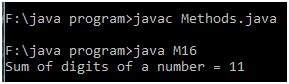 F:\java program>javac Methods.java
F:\java program>java M16
Sum of digits of a number = 11